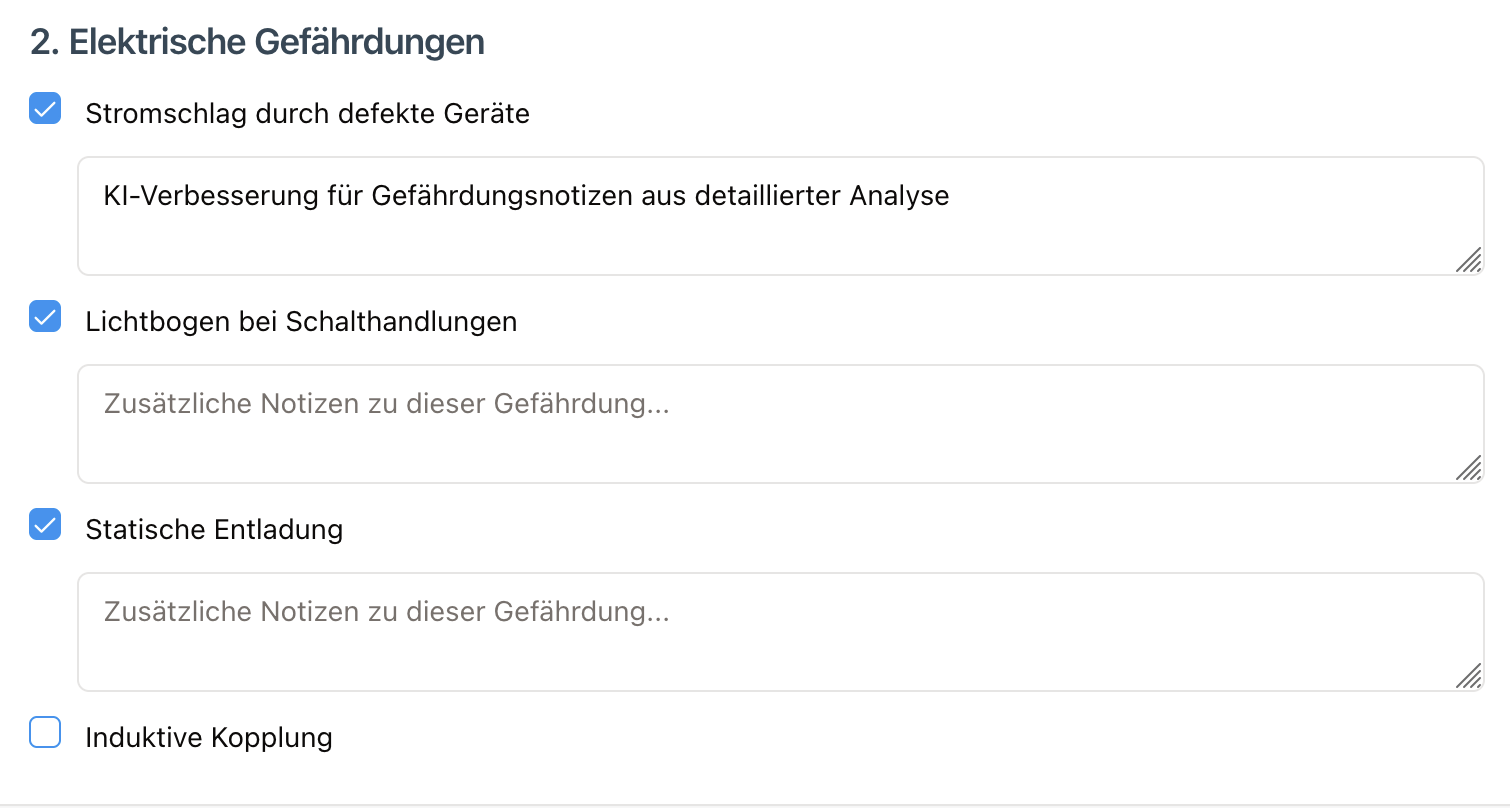 2. Elektrische Gefährdungen
Stromschlag durch defekte Geräte
KI-Verbesserung für Gefährdungsnotizen aus detaillierter Analyse
Lichtbogen bei Schalthandlungen
Zusätzliche Notizen zu dieser Gefährdung...
Statische Entladung
Zusätzliche Notizen zu dieser Gefährdung...
Induktive Kopplung